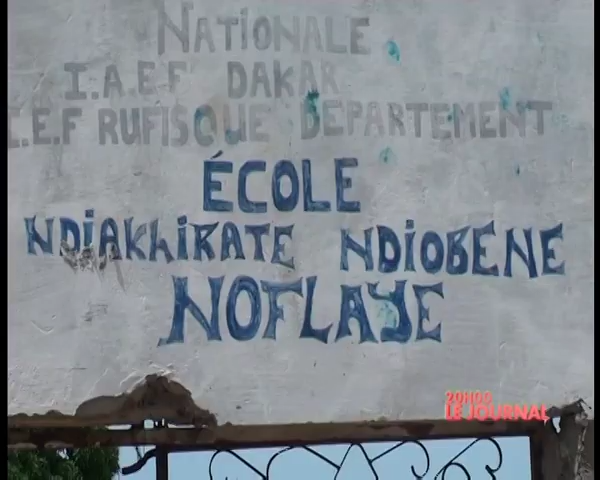 NATIONALE
I.A.E.F DAKAR
I.E.F RUFISQUE DEPARTEMENT
ÉCOLE
NDIAKHIRATE NDIOBENE
NOFLAYE
20H00
LE JOURNAL